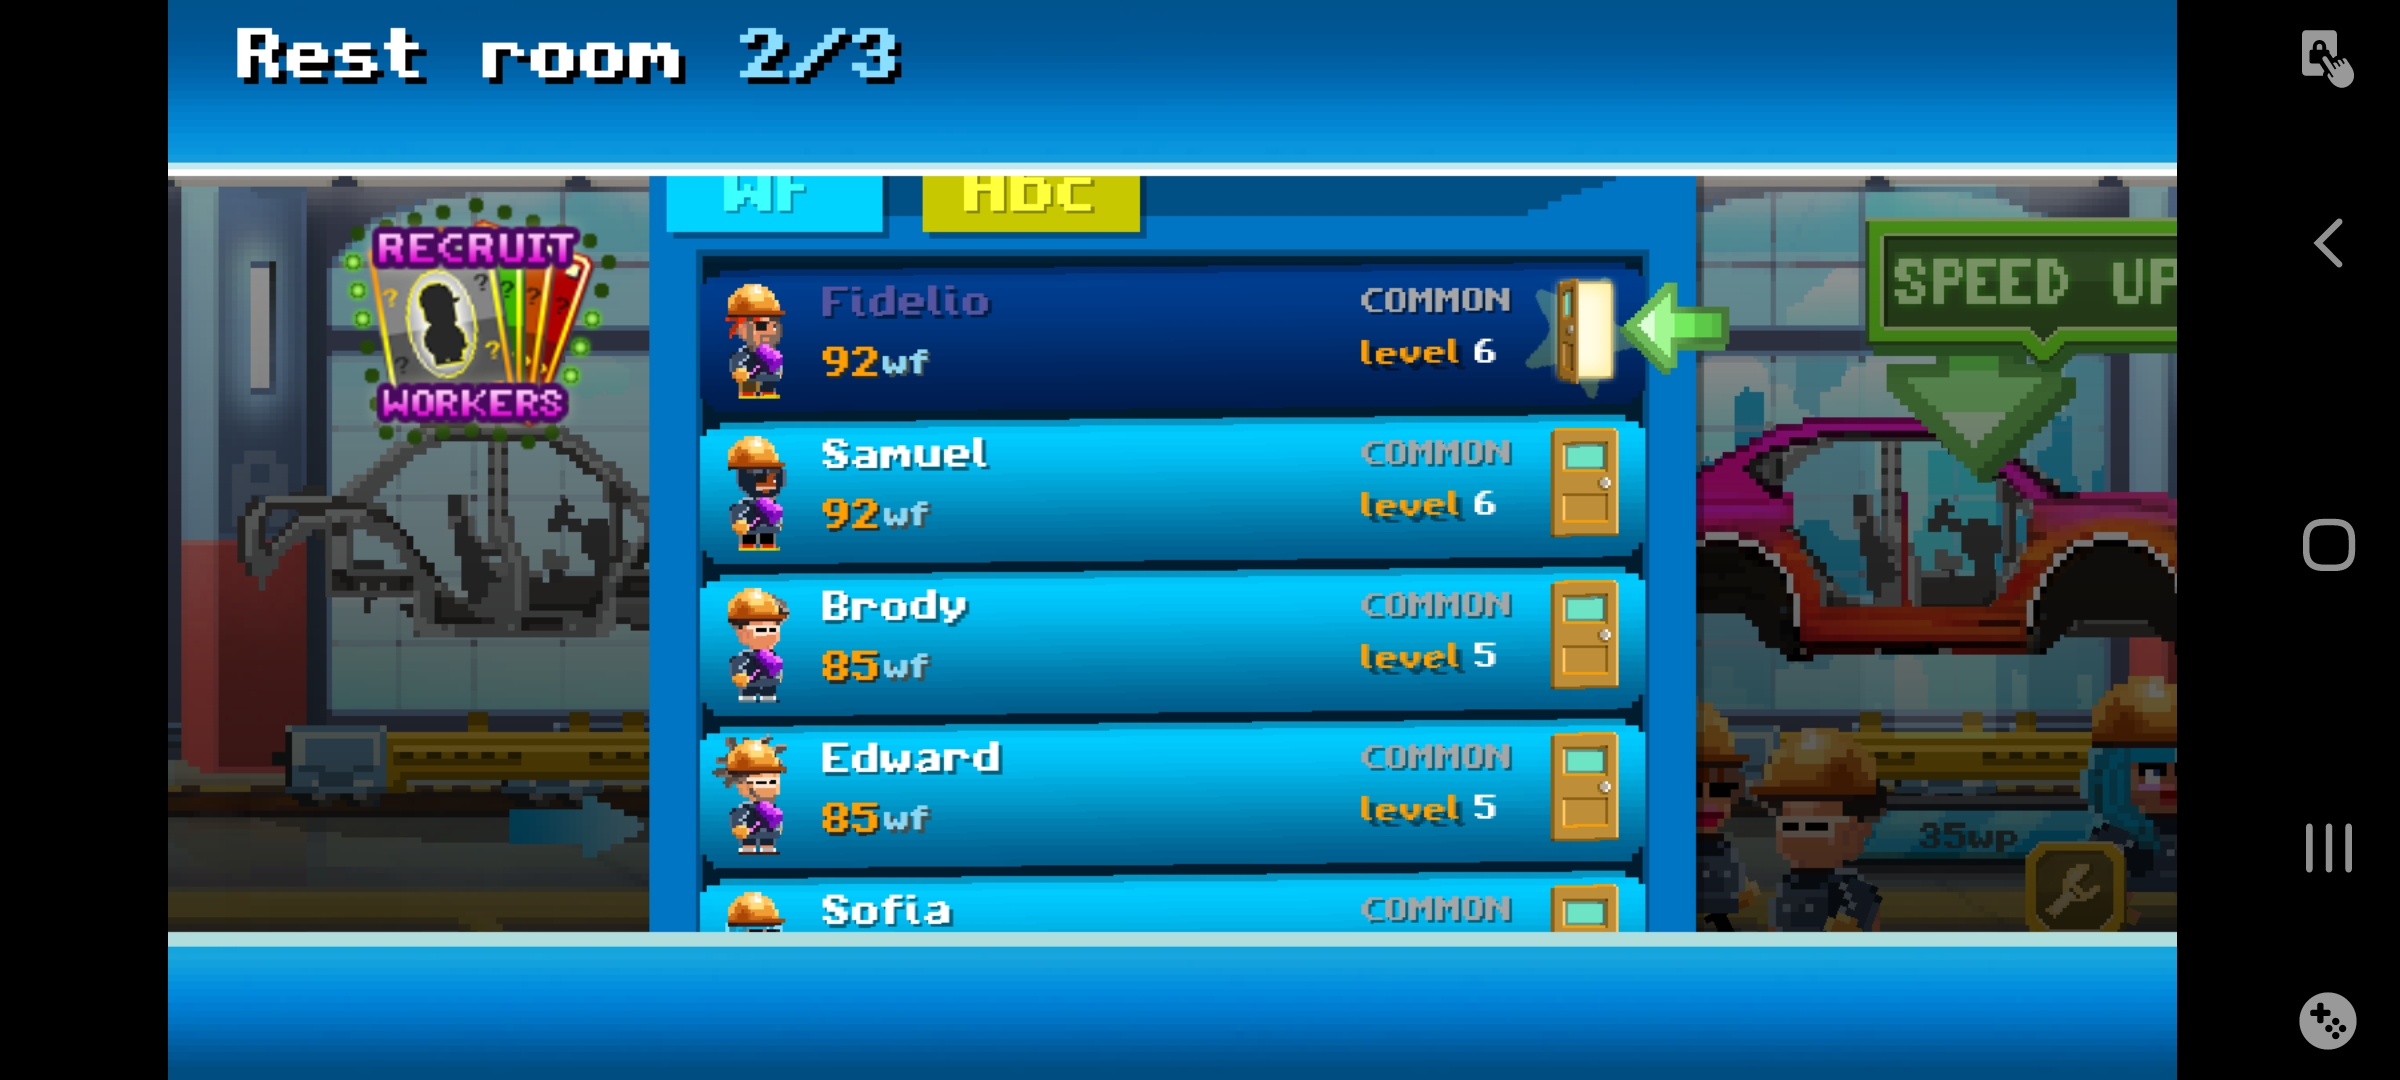 Rest room 2/3
WF
Abc
RECRUIT
WORKERS
SPEED UP
Fidelio
COMMON
92wf
level 6
Samuel
COMMON
92wf
level 6
Brody
COMMON
85wf
level 5
Edward
COMMON
85wf
level 5
35wp
Sofia
COMMON